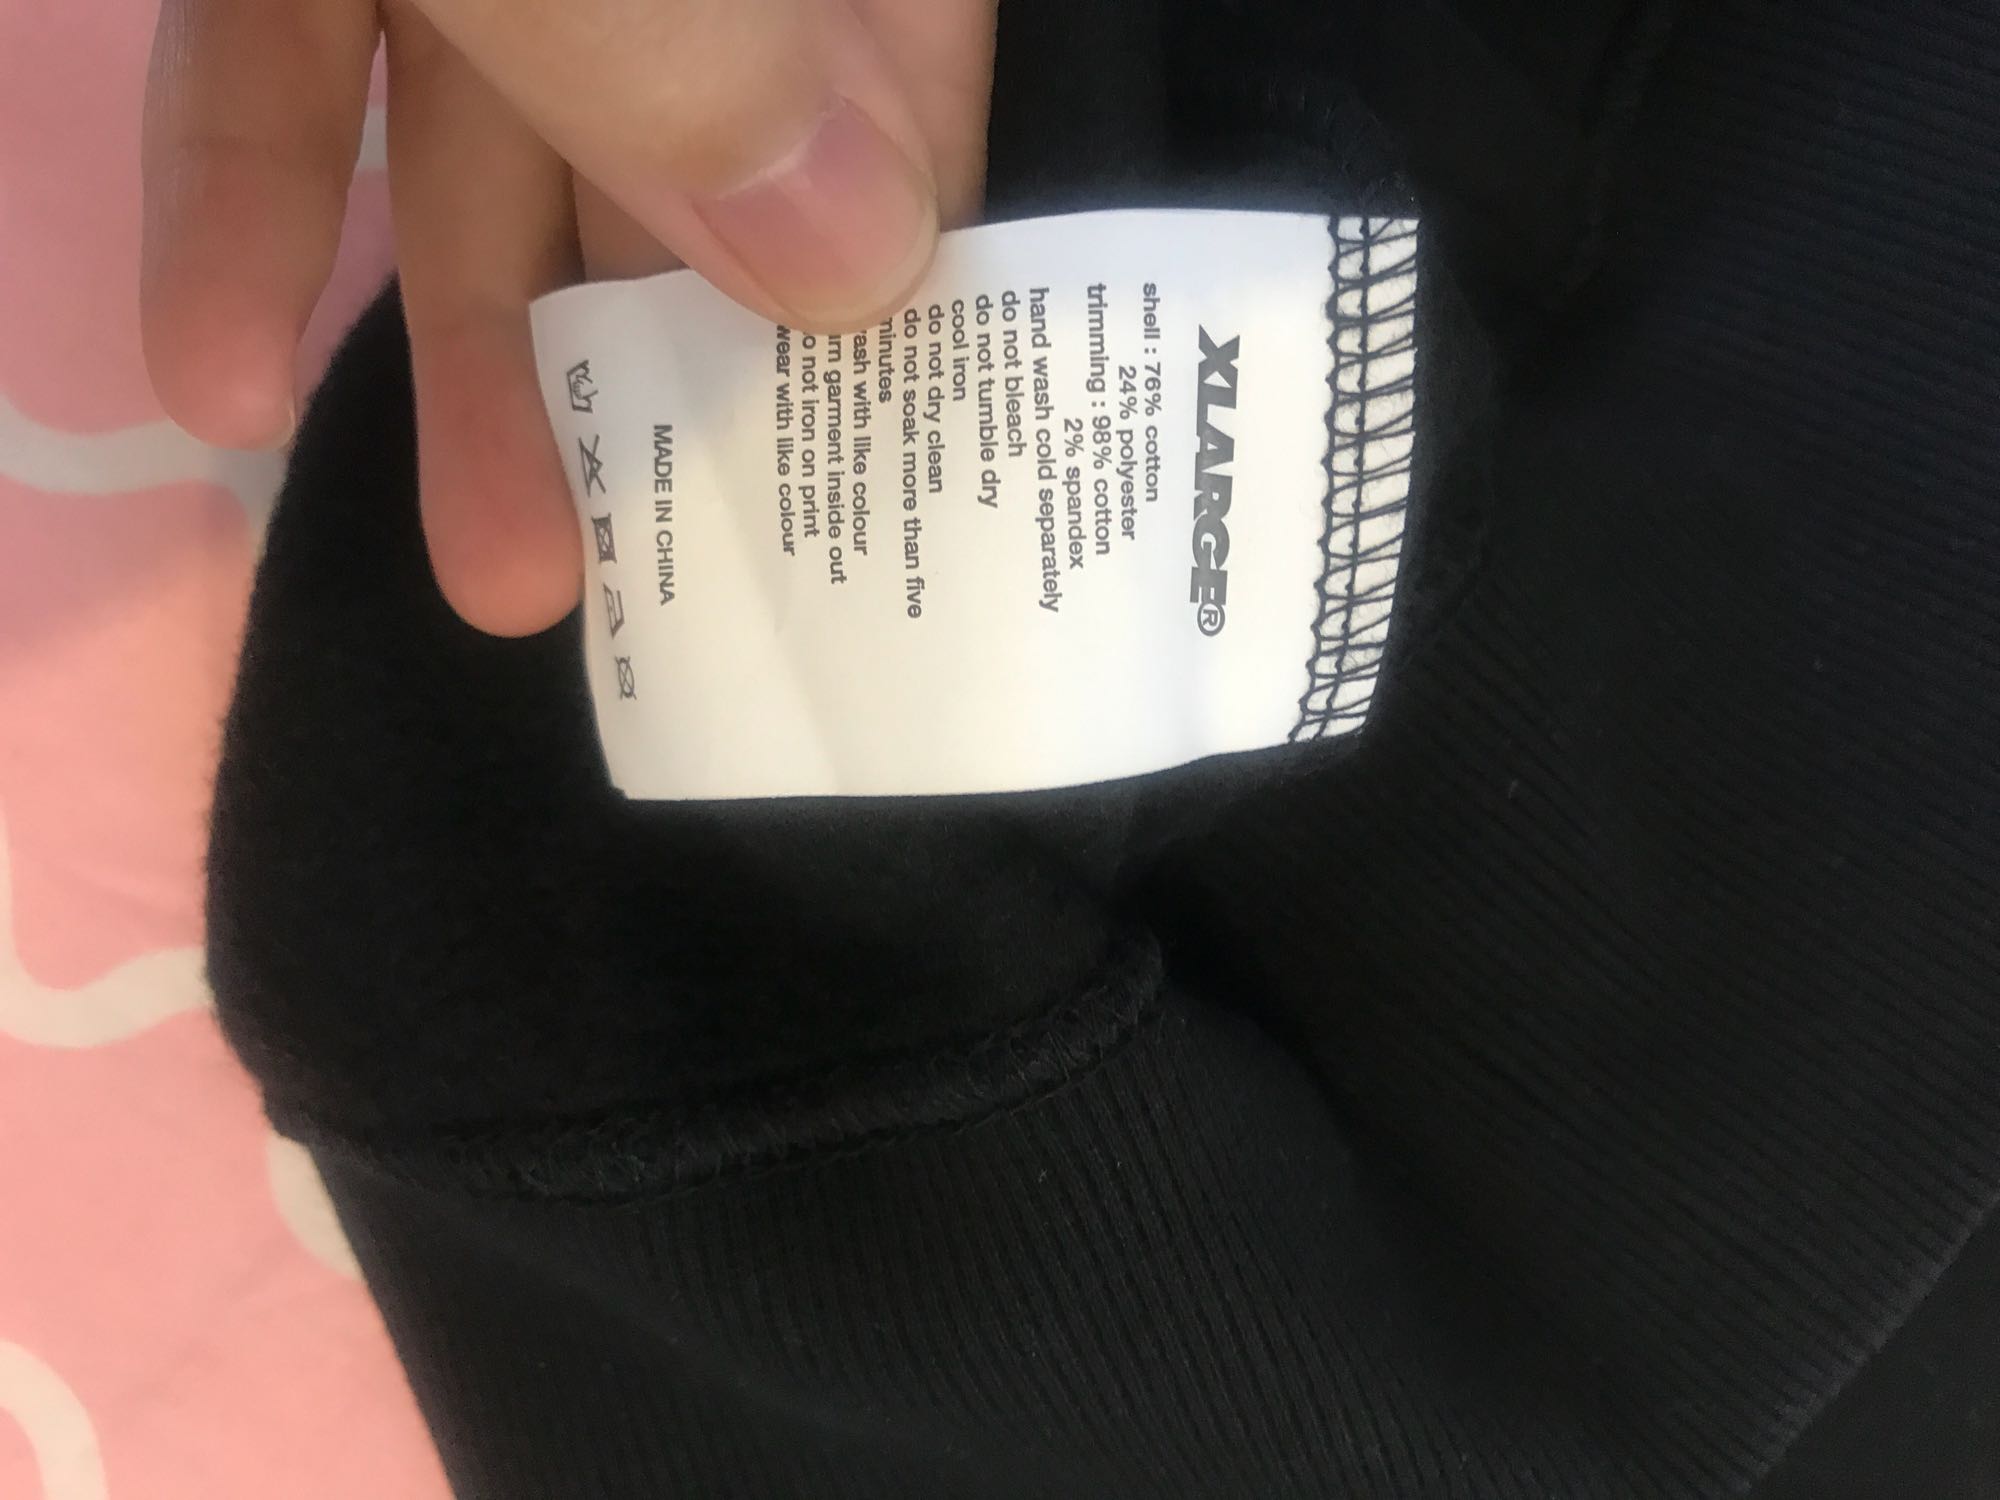 XLARGE®
shell : 76% cotton
24% polyester
trimming : 98% cotton
2% spandex
hand wash cold separately
do not bleach
do not tumble dry
cool iron
do not dry clean
do not soak more than five
minutes
with like colour
garment inside out
not iron on print
wear with like colour
MADE IN CHINA